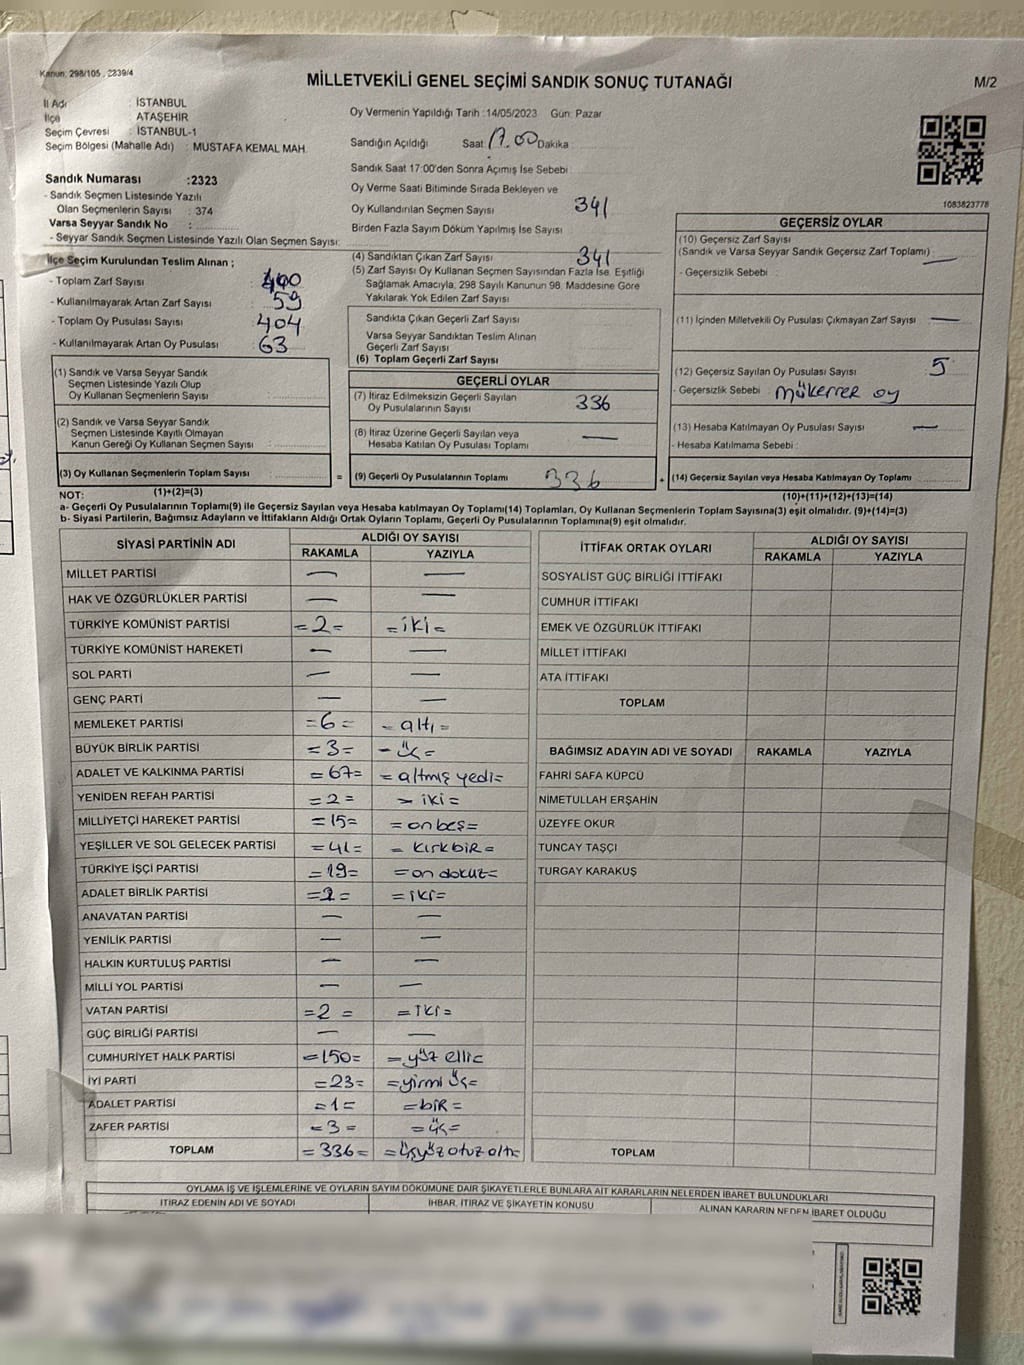 Kanun: 298/105 , 2839/4
MİLLETVEKİLİ GENEL SEÇİMİ SANDIK SONUÇ TUTANAĞI
M/2
İl Adı : İSTANBUL
İlçe : ATAŞEHİR
Seçim Çevresi : İSTANBUL-1
Seçim Bölgesi (Mahalle Adı) : MUSTAFA KEMAL MAH.
Sandık Numarası :2323
- Sandık Seçmen Listesinde Yazılı
Olan Seçmenlerin Sayısı : 374
Varsa Seyyar Sandık No :
- Seyyar Sandık Seçmen Listesinde Yazılı Olan Seçmen Sayısı:
İlçe Seçim Kurulundan Teslim Alınan ;
- Toplam Zarf Sayısı : 400
- Kullanılmayarak Artan Zarf Sayısı : 59
- Toplam Oy Pusulası Sayısı : 404
- Kullanılmayarak Artan Oy Pusulası : 63
Oy Vermenin Yapıldığı Tarih :14/05/2023 Gün: Pazar
Sandığın Açıldığı Saat 17.00 Dakika :
Sandık Saat 17:00'den Sonra Açımış İse Sebebi :
Oy Verme Saati Bitiminde Sırada Bekleyen ve
Oy Kullandırılan Seçmen Sayısı 341
Birden Fazla Sayım Döküm Yapılmış İse Sayısı
(4) Sandıktan Çıkan Zarf Sayısı 341
(5) Zarf Sayısı Oy Kullanan Seçmen Sayısından Fazla İse, Eşitliği
Sağlamak Amacıyla, 298 Sayılı Kanunun 98. Maddesine Göre
Yakılarak Yok Edilen Zarf Sayısı
Sandıkta Çıkan Geçerli Zarf Sayısı
Varsa Seyyar Sandıktan Teslim Alınan
Geçerli Zarf Sayısı
(6) Toplam Geçerli Zarf Sayısı
1083823778
GEÇERSİZ OYLAR
(10) Geçersiz Zarf Sayısı
(Sandık ve Varsa Seyyar Sandık Geçersiz Zarf Toplamı) : —
- Geçersizlik Sebebi :
(11) İçinden Milletvekili Oy Pusulası Çıkmayan Zarf Sayısı : —
(12) Geçersiz Sayılan Oy Pusulası Sayısı : 5
- Geçersizlik Sebebi : mükerrer oy
(13) Hesaba Katılmayan Oy Pusulası Sayısı : —
- Hesaba Katılmama Sebebi :
(1) Sandık ve Varsa Seyyar Sandık
Seçmen Listesinde Yazılı Olup
Oy Kullanan Seçmenlerin Sayısı :
(2) Sandık ve Varsa Seyyar Sandık
Seçmen Listesinde Kayıtlı Olmayan
Kanun Gereği Oy Kullanan Seçmen Sayısı :
GEÇERLİ OYLAR
(7) İtiraz Edilmeksizin Geçerli Sayılan
Oy Pusulalarının Sayısı 336
(8) İtiraz Üzerine Geçerli Sayılan veya
Hesaba Katılan Oy Pusulası Toplamı —
(3) Oy Kullanan Seçmenlerin Toplam Sayısı = (9) Geçerli Oy Pusulalarının Toplamı 336 + (14) Geçersiz Sayılan veya Hesaba Katılmayan Oy Toplamı
NOT: (1)+(2)=(3) (10)+(11)+(12)+(13)=(14)
a- Geçerli Oy Pusulalarının Toplamı(9) ile Geçersiz Sayılan veya Hesaba katılmayan Oy Toplamı(14) Toplamları, Oy Kullanan Seçmenlerin Toplam Sayısına(3) eşit olmalıdır. (9)+(14)=(3)
b- Siyasi Partilerin, Bağımsız Adayların ve İttifakların Aldığı Ortak Oyların Toplamı, Geçerli Oy Pusulalarının Toplamına(9) eşit olmalıdır.
SİYASİ PARTİNİN ADI ALDIĞI OY SAYISI
RAKAMLA YAZIYLA
MİLLET PARTİSİ — —
HAK VE ÖZGÜRLÜKLER PARTİSİ — —
TÜRKİYE KOMÜNİST PARTİSİ =2= =iki=
TÜRKİYE KOMÜNİST HAREKETİ — —
SOL PARTİ — —
GENÇ PARTİ — —
MEMLEKET PARTİSİ =6= =altı=
BÜYÜK BİRLİK PARTİSİ =3= =üç=
ADALET VE KALKINMA PARTİSİ =67= =altmış yedi=
YENİDEN REFAH PARTİSİ =2= =iki=
MİLLİYETÇİ HAREKET PARTİSİ =15= =onbeş=
YEŞİLLER VE SOL GELECEK PARTİSİ =41= =kırkbir=
TÜRKİYE İŞÇİ PARTİSİ =19= =on dokuz=
ADALET BİRLİK PARTİSİ =2= =iki=
ANAVATAN PARTİSİ — —
YENİLİK PARTİSİ — —
HALKIN KURTULUŞ PARTİSİ — —
MİLLİ YOL PARTİSİ — —
VATAN PARTİSİ =2= =iki=
GÜÇ BİRLİĞİ PARTİSİ — —
CUMHURİYET HALK PARTİSİ =150= =yüz elli=
İYİ PARTİ =23= =yirmi üç=
ADALET PARTİSİ =1= =bir=
ZAFER PARTİSİ =3= =üç=
TOPLAM =336= =üçyüz otuz altı=
İTTİFAK ORTAK OYLARI ALDIĞI OY SAYISI
RAKAMLA YAZIYLA
SOSYALİST GÜÇ BİRLİĞİ İTTİFAKI
CUMHUR İTTİFAKI
EMEK VE ÖZGÜRLÜK İTTİFAKI
MİLLET İTTİFAKI
ATA İTTİFAKI
TOPLAM
BAĞIMSIZ ADAYIN ADI VE SOYADI RAKAMLA YAZIYLA
FAHRİ SAFA KÜPCÜ
NİMETULLAH ERŞAHİN
ÜZEYFE OKUR
TUNCAY TAŞÇI
TURGAY KARAKUŞ
TOPLAM
OYLAMA İŞ VE İŞLEMLERİNE VE OYLARIN SAYIM DÖKÜMÜNE DAİR ŞİKAYETLERLE BUNLARA AİT KARARLARIN NELERDEN İBARET BULUNDUKLARI
İTİRAZ EDENİN ADI VE SOYADI İHBAR, İTİRAZ VE ŞİKAYETİN KONUSU ALINAN KARARIN NEDEN İBARET OLDUĞU